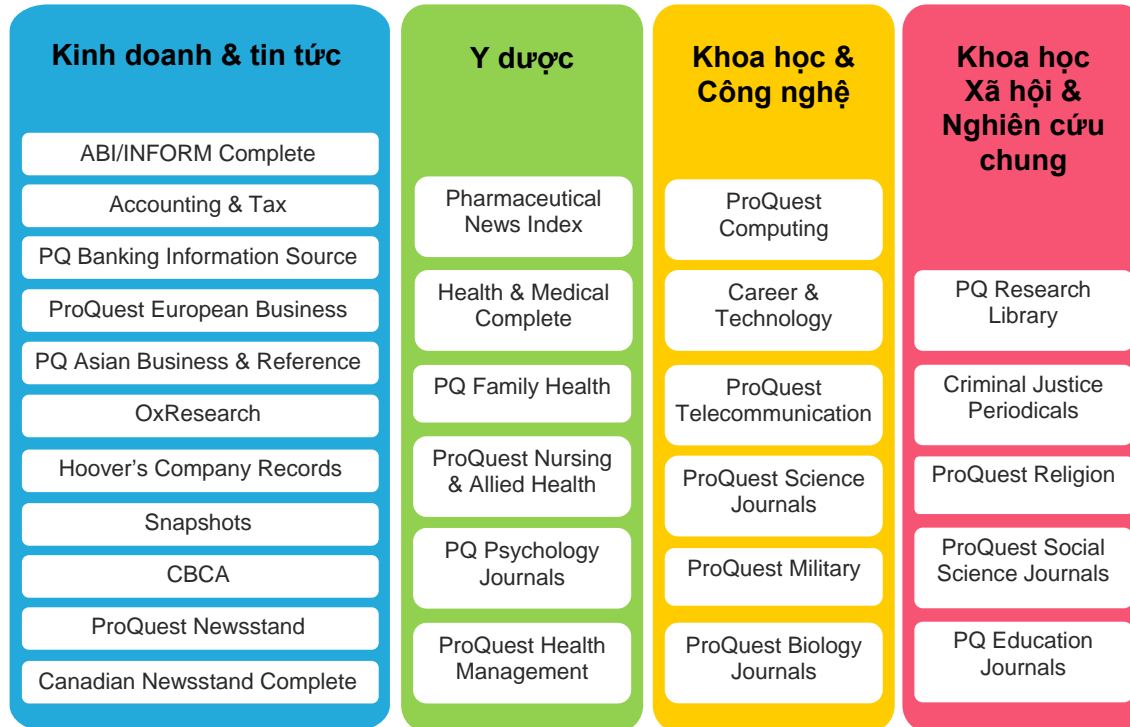 Kinh doanh & tin tức
ABI/INFORM Complete
Accounting & Tax
PQ Banking Information Source
ProQuest European Business
PQ Asian Business & Reference
OxResearch
Hoover's Company Records
Snapshots
CBCA
ProQuest Newsstand
Canadian Newsstand Complete
Y dược
Pharmaceutical
News Index
Health & Medical
Complete
PQ Family Health
ProQuest Nursing
& Allied Health
PQ Psychology
Journals
ProQuest Health
Management
Khoa học &
Công nghệ
ProQuest
Computing
Career &
Technology
ProQuest
Telecommunication
ProQuest Science
Journals
ProQuest Military
ProQuest Biology
Journals
Khoa học
Xã hội &
Nghiên cứu
chung
PQ Research
Library
Criminal Justice
Periodicals
ProQuest Religion
ProQuest Social
Science Journals
PQ Education
Journals